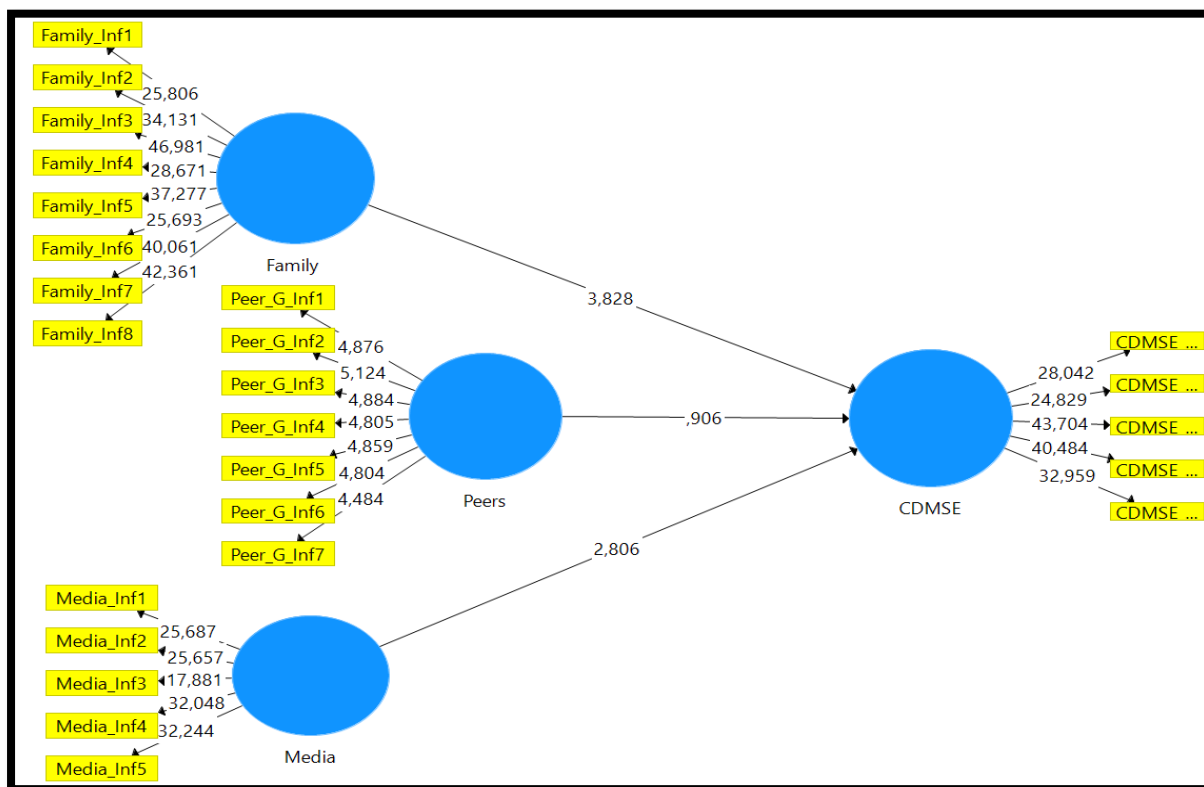 Family_Inf1
Family_Inf2
25,806
Family_Inf3
34,131
46,981
Family_Inf4
28,671
Family_Inf5
37,277
25,693
Family_Inf6
40,061
Family_Inf7
42,361
Family_Inf8
Family
3,828
Peer_G_Inf1
Peer_G_Inf2
4,876
Peer_G_Inf3
5,124
4,884
Peer_G_Inf4
4,805
Peer_G_Inf5
4,859
4,804
Peer_G_Inf6
4,484
Peer_G_Inf7
Peers
,906
Media_Inf1
Media_Inf2
25,687
25,657
Media_Inf3
17,881
32,048
Media_Inf4
32,244
Media_Inf5
Media
2,806
CDMSE
CDMSE ...
28,042
CDMSE ...
24,829
43,704
CDMSE ...
40,484
CDMSE ...
32,959
CDMSE ...